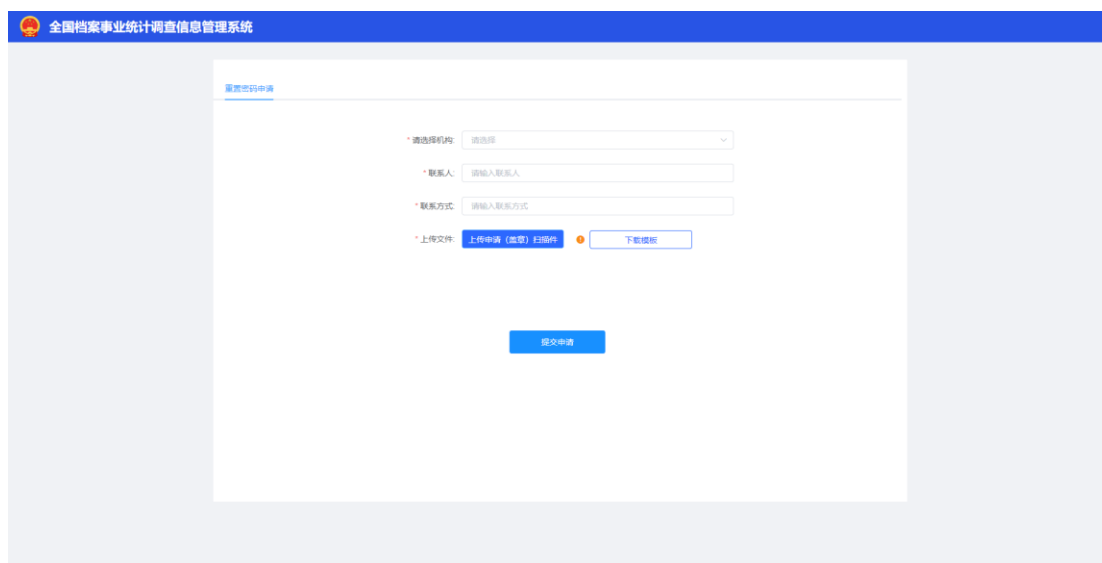 全国档案事业统计调查信息管理系统
重置密码申请
* 请选择机构: 请选择
* 联系人: 请输入联系人
* 联系方式: 请输入联系方式
* 上传文件: 上传申请（盖章）扫描件 下载模板
提交申请